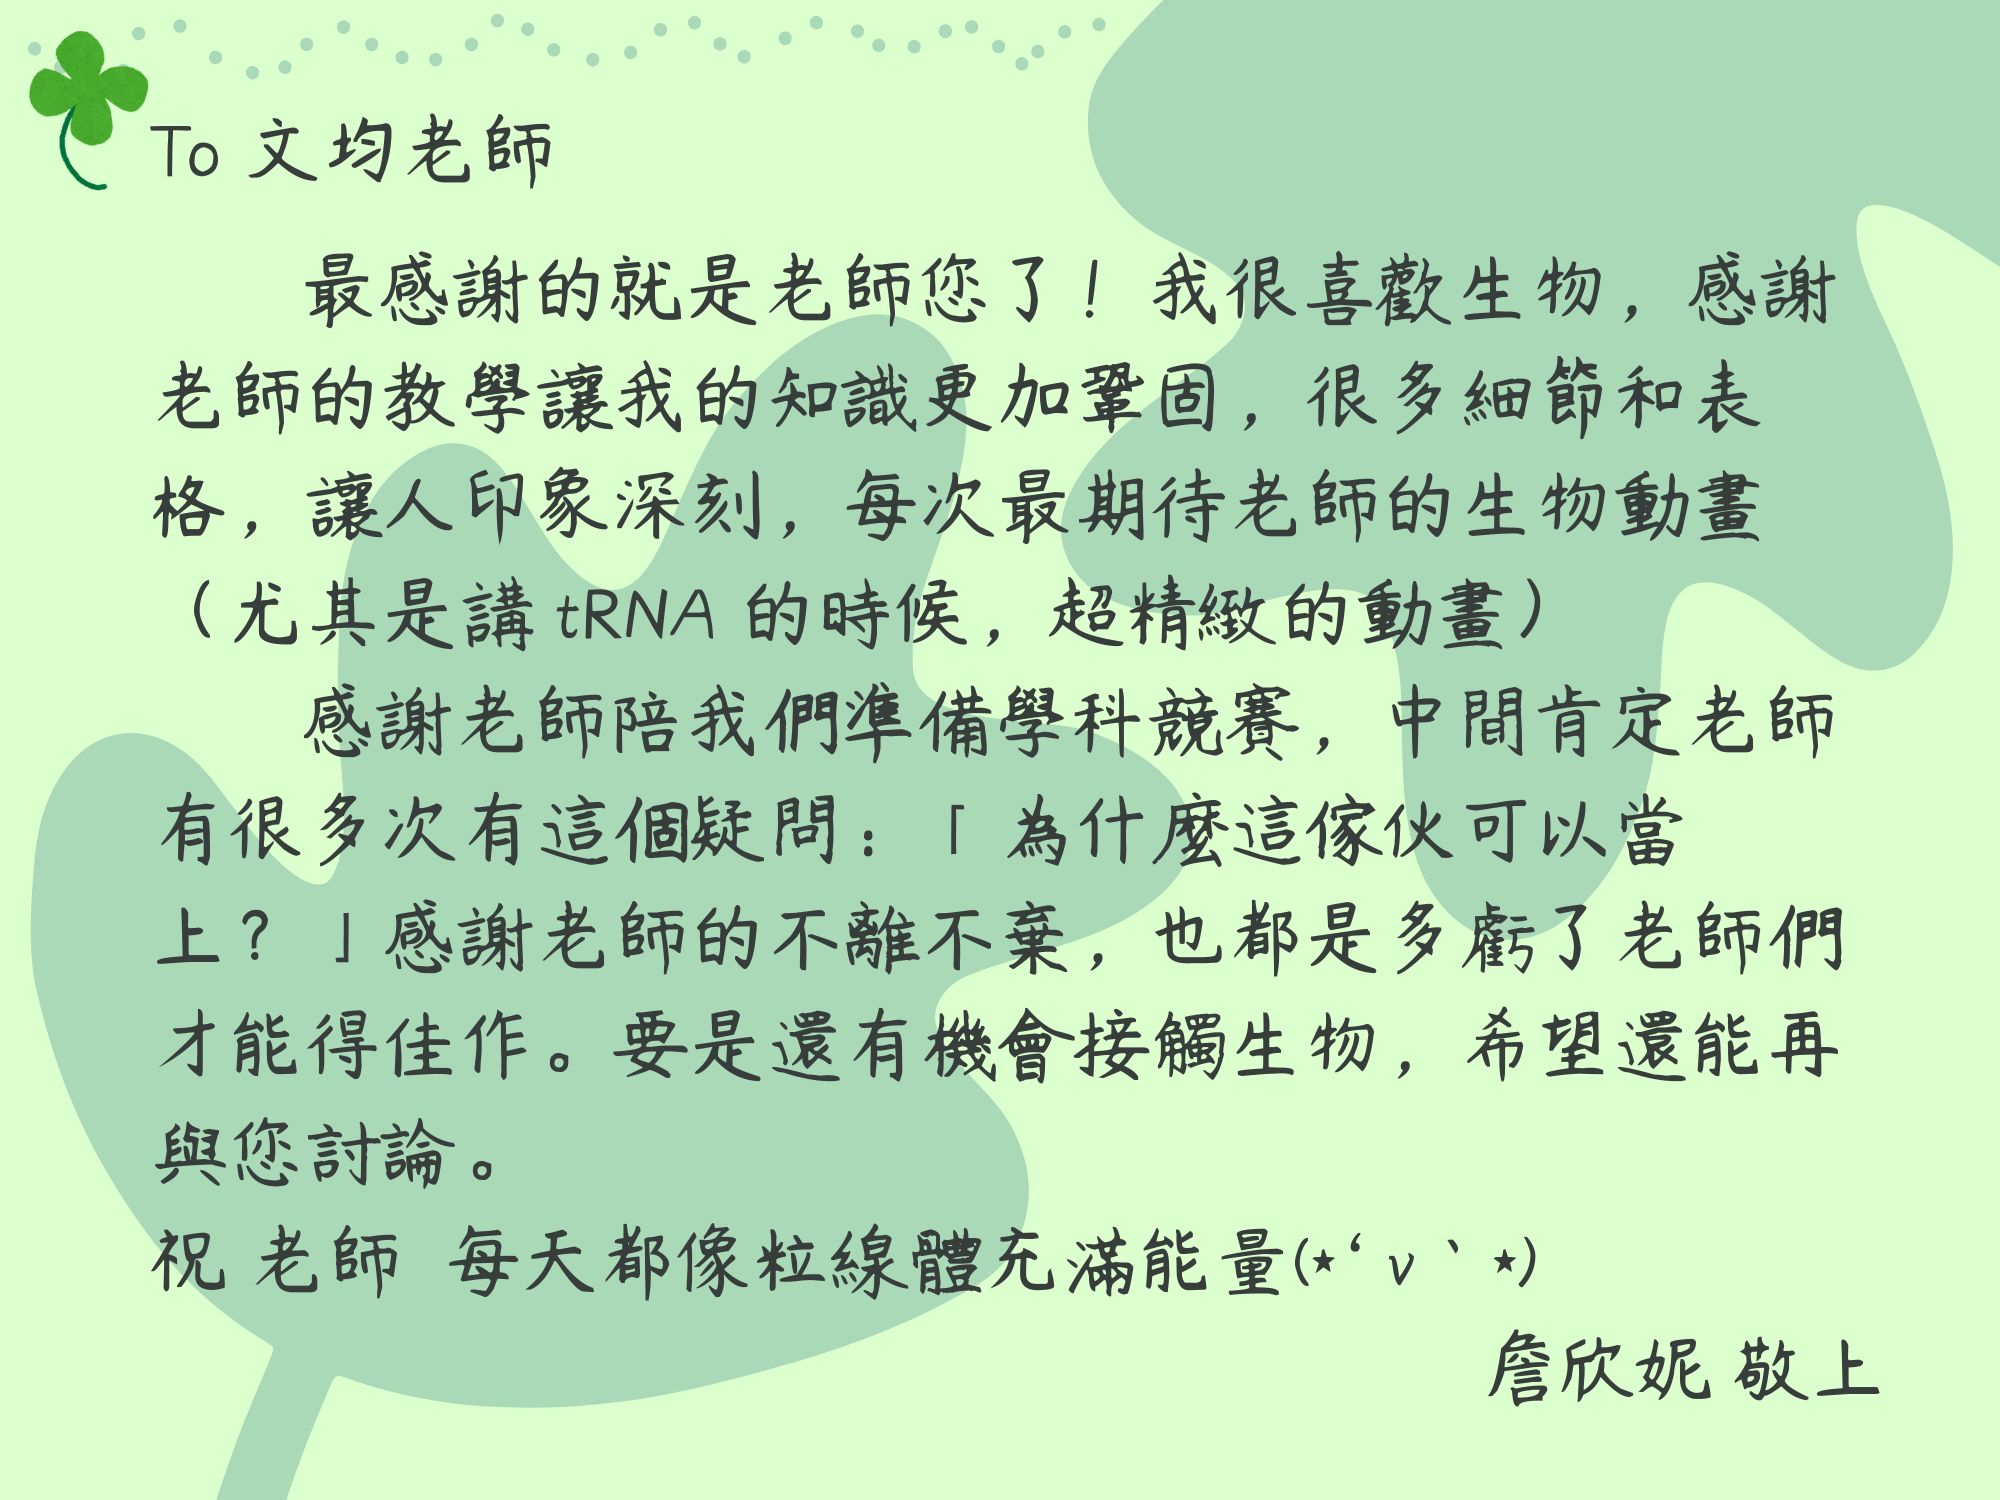 To 文均老師
最感謝的就是老師您了！我很喜歡生物，感謝
老師的教學讓我的知識更加鞏固，很多細節和表
格，讓人印象深刻，每次最期待老師的生物動畫
（尤其是講 tRNA 的時候，超精緻的動畫）
感謝老師陪我們準備學科競賽，中間肯定老師
有很多次有這個疑問：「為什麼這傢伙可以當
上？」感謝老師的不離不棄，也都是多虧了老師們
才能得佳作。要是還有機會接觸生物，希望還能再
與您討論。
祝 老師 每天都像粒線體充滿能量(⋆ʻ ν ˋ ⋆)
詹欣妮 敬上